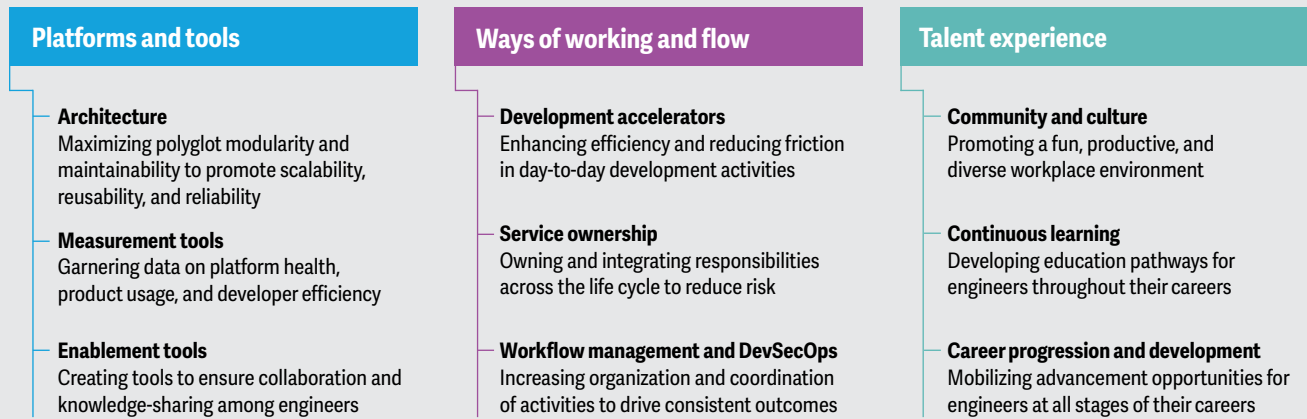 Platforms and tools
Architecture
Maximizing polyglot modularity and
maintainability to promote scalability,
reusability, and reliability
Measurement tools
Garnering data on platform health,
product usage, and developer efficiency
Enablement tools
Creating tools to ensure collaboration and
knowledge-sharing among engineers
Ways of working and flow
Development accelerators
Enhancing efficiency and reducing friction
in day-to-day development activities
Service ownership
Owning and integrating responsibilities
across the life cycle to reduce risk
Workflow management and DevSecOps
Increasing organization and coordination
of activities to drive consistent outcomes
Talent experience
Community and culture
Promoting a fun, productive, and
diverse workplace environment
Continuous learning
Developing education pathways for
engineers throughout their careers
Career progression and development
Mobilizing advancement opportunities for
engineers at all stages of their careers